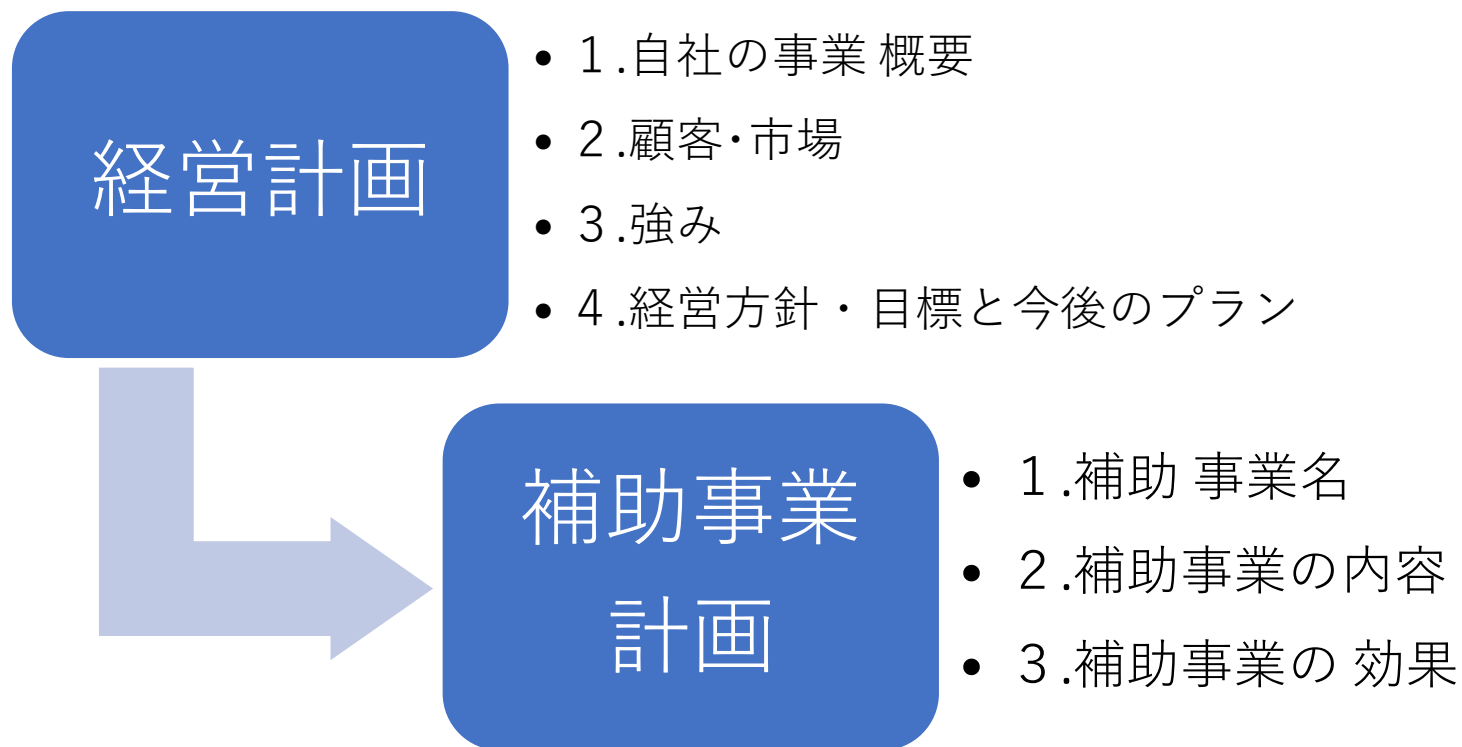 経営計画
• １.自社の事業 概要
• ２.顧客･市場
• ３.強み
• ４.経営方針・目標と今後のプラン
補助事業
計画
• １.補助 事業名
• ２.補助事業の内容
• ３.補助事業の 効果